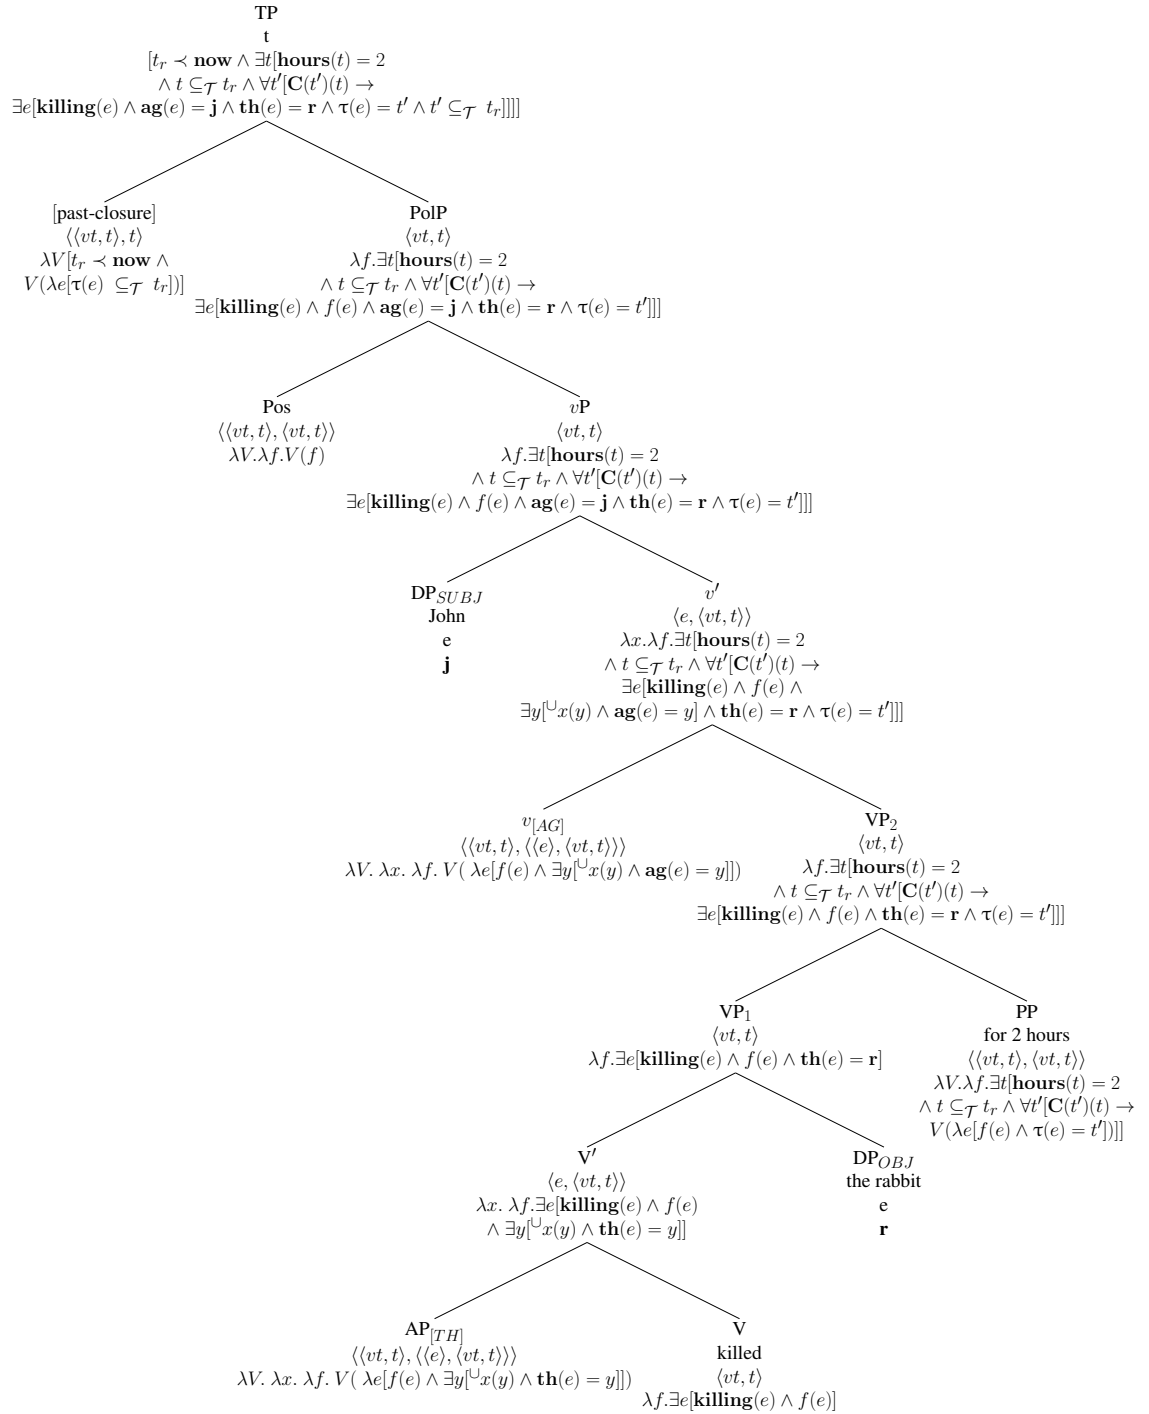 TP
t
[t_r ≺ now ∧ ∃t[hours(t) = 2
∧ t ⊆_𝒯 t_r ∧ ∀t′[C(t′)(t) →
∃e[killing(e) ∧ ag(e) = j ∧ th(e) = r ∧ τ(e) = t′ ∧ t′ ⊆_𝒯 t_r]]]]
[past-closure]
⟨⟨vt, t⟩, t⟩
λV[t_r ≺ now ∧
V(λe[τ(e) ⊆_𝒯 t_r])]
PolP
⟨vt, t⟩
λf.∃t[hours(t) = 2
∧ t ⊆_𝒯 t_r ∧ ∀t′[C(t′)(t) →
∃e[killing(e) ∧ f(e) ∧ ag(e) = j ∧ th(e) = r ∧ τ(e) = t′]]]
Pos
⟨⟨vt, t⟩, ⟨vt, t⟩⟩
λV.λf.V(f)
vP
⟨vt, t⟩
λf.∃t[hours(t) = 2
∧ t ⊆_𝒯 t_r ∧ ∀t′[C(t′)(t) →
∃e[killing(e) ∧ f(e) ∧ ag(e) = j ∧ th(e) = r ∧ τ(e) = t′]]]
DP_SUBJ
John
e
j
v′
⟨e, ⟨vt, t⟩⟩
λx.λf.∃t[hours(t) = 2
∧ t ⊆_𝒯 t_r ∧ ∀t′[C(t′)(t) →
∃e[killing(e) ∧ f(e) ∧
∃y[^∪x(y) ∧ ag(e) = y] ∧ th(e) = r ∧ τ(e) = t′]]]
v_[AG]
⟨⟨vt, t⟩, ⟨⟨e⟩, ⟨vt, t⟩⟩⟩
λV. λx. λf. V( λe[f(e) ∧ ∃y[^∪x(y) ∧ ag(e) = y]])
VP₂
⟨vt, t⟩
λf.∃t[hours(t) = 2
∧ t ⊆_𝒯 t_r ∧ ∀t′[C(t′)(t) →
∃e[killing(e) ∧ f(e) ∧ th(e) = r ∧ τ(e) = t′]]]
VP₁
⟨vt, t⟩
λf.∃e[killing(e) ∧ f(e) ∧ th(e) = r]
PP
for 2 hours
⟨⟨vt, t⟩, ⟨vt, t⟩⟩
λV.λf.∃t[hours(t) = 2
∧ t ⊆_𝒯 t_r ∧ ∀t′[C(t′)(t) →
V(λe[f(e) ∧ τ(e) = t′])]]
V′
⟨e, ⟨vt, t⟩⟩
λx. λf.∃e[killing(e) ∧ f(e)
∧ ∃y[^∪x(y) ∧ th(e) = y]]
DP_OBJ
the rabbit
e
r
AP_[TH]
⟨⟨vt, t⟩, ⟨⟨e⟩, ⟨vt, t⟩⟩⟩
λV. λx. λf. V( λe[f(e) ∧ ∃y[^∪x(y) ∧ th(e) = y]])
V
killed
⟨vt, t⟩
λf.∃e[killing(e) ∧ f(e)]